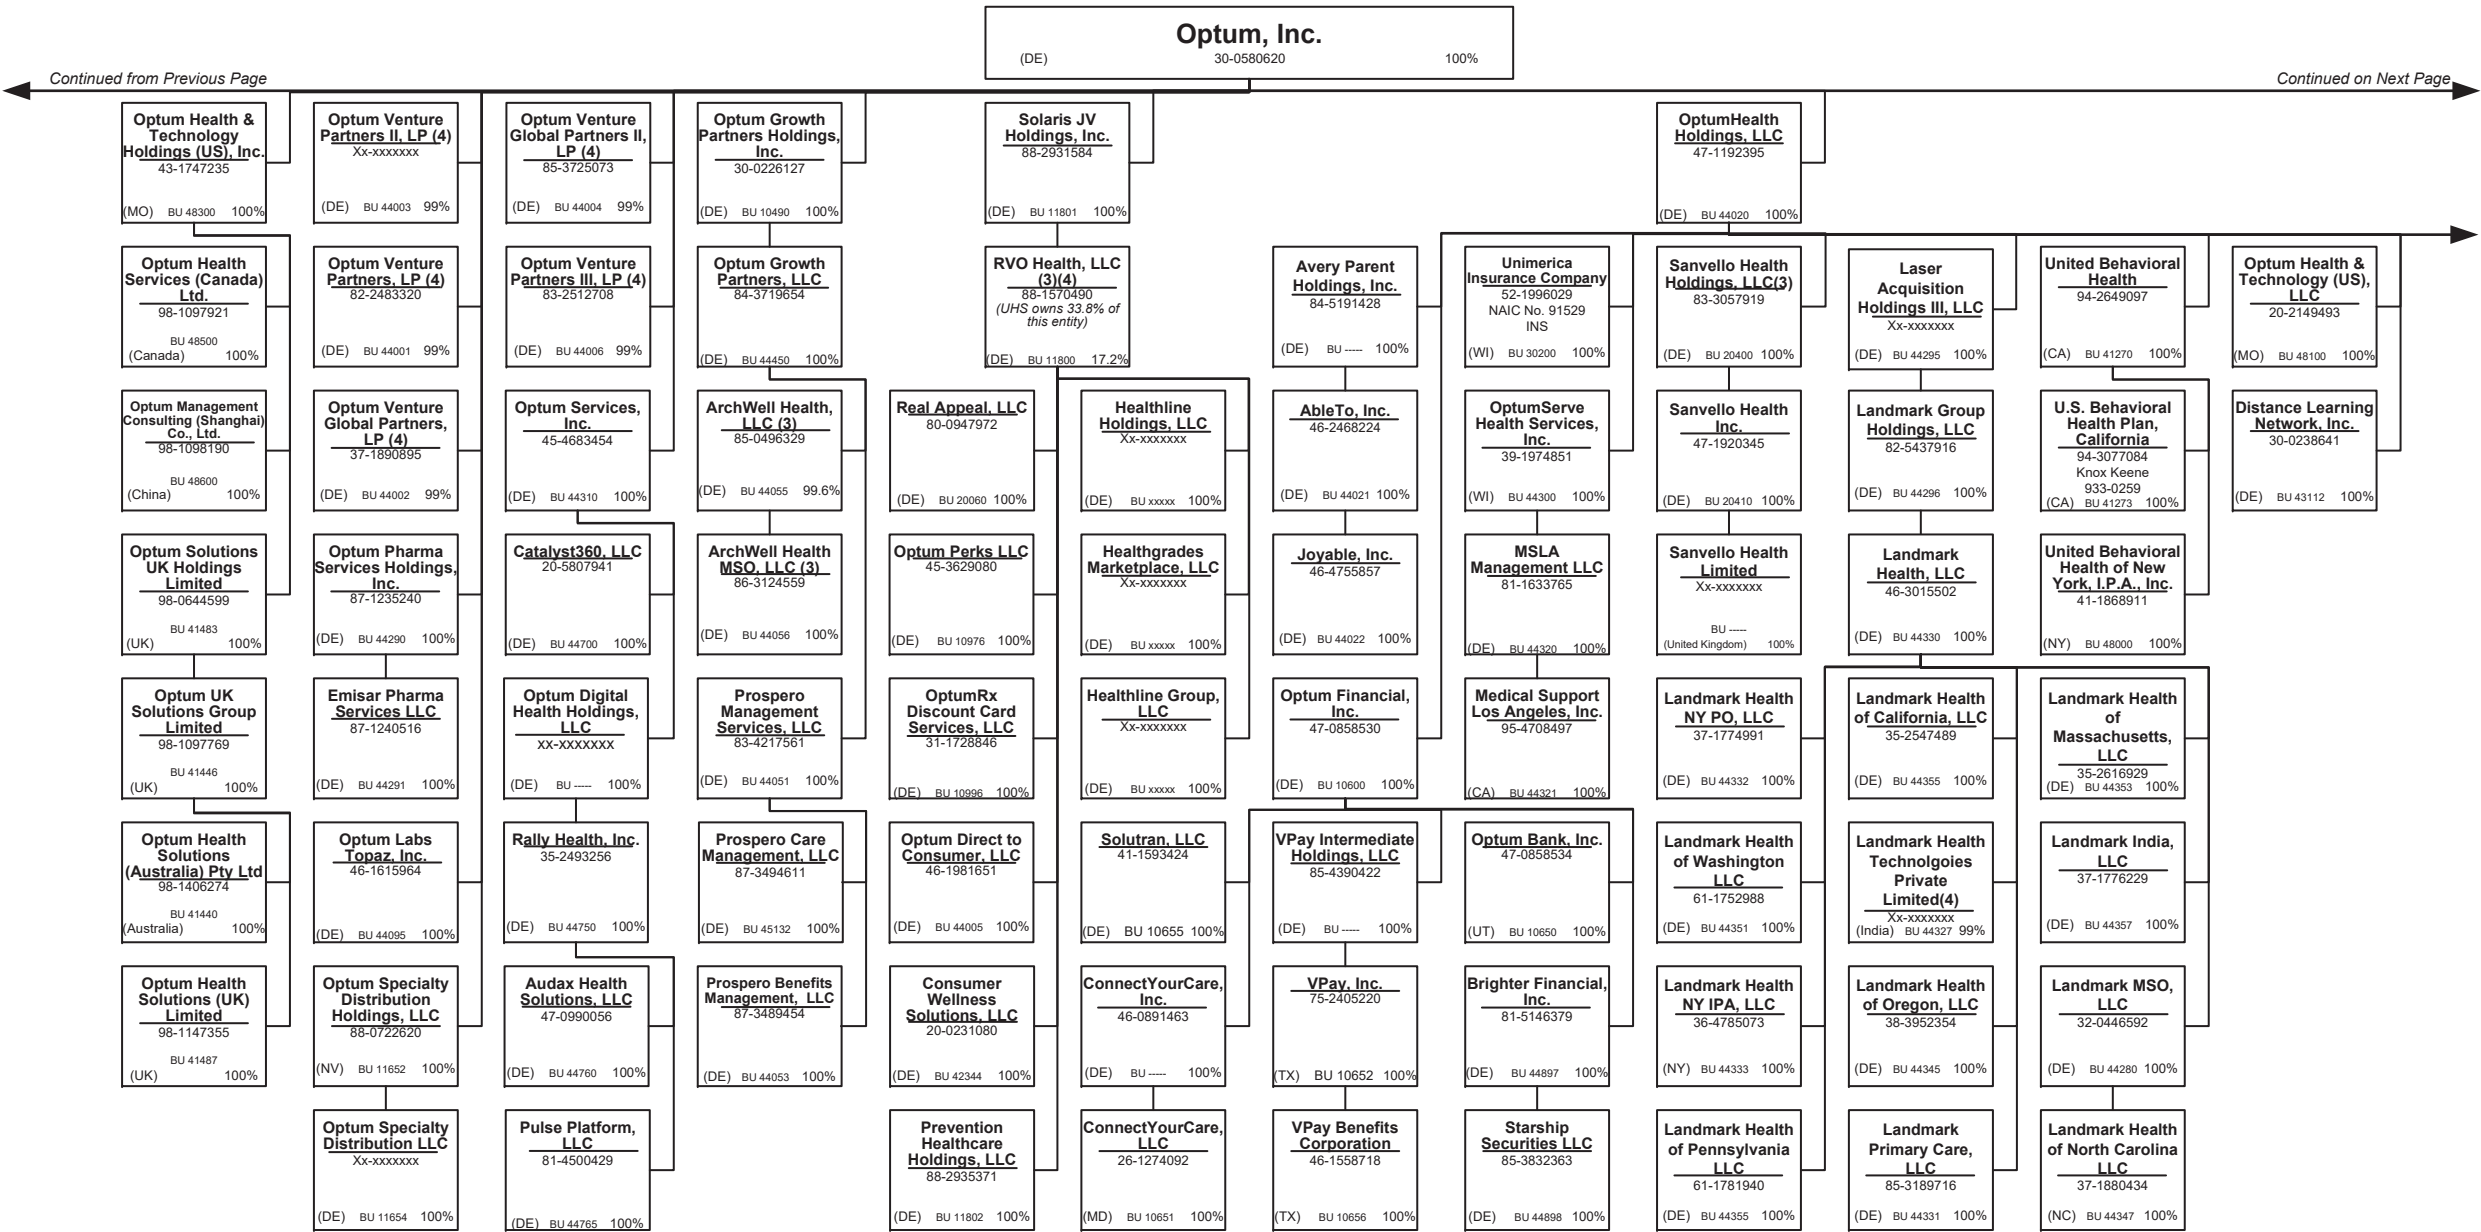 Optum, Inc.
(DE) 30-0580620 100%
Continued from Previous Page
Continued on Next Page
Optum Health &
Technology
Holdings (US), Inc.
43-1747235
(MO) BU 48300 100%
Optum Venture
Partners II, LP (4)
Xx-xxxxxxx
(DE) BU 44003 99%
Optum Venture
Global Partners II,
LP (4)
85-3725073
(DE) BU 44004 99%
Optum Growth
Partners Holdings,
Inc.
30-0226127
(DE) BU 10490 100%
Solaris JV
Holdings, Inc.
88-2931584
(DE) BU 11801 100%
OptumHealth
Holdings, LLC
47-1192395
(DE) BU 44020 100%
Optum Health
Services (Canada)
Ltd.
98-1097921
BU 48500
(Canada) 100%
Optum Venture
Partners, LP (4)
82-2483320
(DE) BU 44001 99%
Optum Venture
Partners III, LP (4)
83-2512708
(DE) BU 44006 99%
Optum Growth
Partners, LLC
84-3719654
(DE) BU 44450 100%
RVO Health, LLC
(3)(4)
88-1570490
(UHS owns 33.8% of
this entity)
(DE) BU 11800 17.2%
Avery Parent
Holdings, Inc.
84-5191428
(DE) BU ----- 100%
Unimerica
Insurance Company
52-1996029
NAIC No. 91529
INS
(WI) BU 30200 100%
Sanvello Health
Holdings, LLC(3)
83-3057919
(DE) BU 20400 100%
Laser
Acquisition
Holdings III, LLC
Xx-xxxxxxx
(DE) BU 44295 100%
United Behavioral
Health
94-2649097
(CA) BU 41270 100%
Optum Health &
Technology (US),
LLC
20-2149493
(MO) BU 48100 100%
Optum Management
Consulting (Shanghai)
Co., Ltd.
98-1098190
BU 48600
(China) 100%
Optum Venture
Global Partners,
LP (4)
37-1890895
(DE) BU 44002 99%
Optum Services,
Inc.
45-4683454
(DE) BU 44310 100%
ArchWell Health,
LLC (3)
85-0496329
(DE) BU 44055 99.6%
Real Appeal, LLC
80-0947972
(DE) BU 20060 100%
Healthline
Holdings, LLC
Xx-xxxxxxx
(DE) BU xxxxx 100%
AbleTo, Inc.
46-2468224
(DE) BU 44021 100%
OptumServe
Health Services,
Inc.
39-1974851
(WI) BU 44300 100%
Sanvello Health
Inc.
47-1920345
(DE) BU 20410 100%
Landmark Group
Holdings, LLC
82-5437916
(DE) BU 44296 100%
U.S. Behavioral
Health Plan,
California
94-3077084
Knox Keene
933-0259
(CA) BU 41273 100%
Distance Learning
Network, Inc.
30-0238641
(DE) BU 43112 100%
Optum Solutions
UK Holdings
Limited
98-0644599
BU 41483
(UK) 100%
Optum Pharma
Services Holdings,
Inc.
87-1235240
(DE) BU 44290 100%
Catalyst360, LLC
20-5807941
(DE) BU 44700 100%
ArchWell Health
MSO, LLC (3)
86-3124559
(DE) BU 44056 100%
Optum Perks LLC
45-3629080
(DE) BU 10976 100%
Healthgrades
Marketplace, LLC
Xx-xxxxxxx
(DE) BU xxxxx 100%
Joyable, Inc.
46-4755857
(DE) BU 44022 100%
MSLA
Management LLC
81-1633765
(DE) BU 44320 100%
Sanvello Health
Limited
Xx-xxxxxxx
BU -----
(United Kingdom) 100%
Landmark
Health, LLC
46-3015502
(DE) BU 44330 100%
United Behavioral
Health of New
York, I.P.A., Inc.
41-1868911
(NY) BU 48000 100%
Optum UK
Solutions Group
Limited
98-1097769
BU 41446
(UK) 100%
Emisar Pharma
Services LLC
87-1240516
(DE) BU 44291 100%
Optum Digital
Health Holdings,
LLC
xx-xxxxxxx
(DE) BU ----- 100%
Prospero
Management
Services, LLC
83-4217561
(DE) BU 44051 100%
OptumRx
Discount Card
Services, LLC
31-1728846
(DE) BU 10996 100%
Healthline Group,
LLC
Xx-xxxxxxx
(DE) BU xxxxx 100%
Optum Financial,
Inc.
47-0858530
(DE) BU 10600 100%
Medical Support
Los Angeles, Inc.
95-4708497
(CA) BU 44321 100%
Landmark Health
NY PO, LLC
37-1774991
(DE) BU 44332 100%
Landmark Health
of California, LLC
35-2547489
(DE) BU 44355 100%
Landmark Health
of
Massachusetts,
LLC
35-2616929
(DE) BU 44353 100%
Optum Health
Solutions
(Australia) Pty Ltd
98-1406274
BU 41440
(Australia) 100%
Optum Labs
Topaz, Inc.
46-1615964
(DE) BU 44095 100%
Rally Health, Inc.
35-2493256
(DE) BU 44750 100%
Prospero Care
Management, LLC
87-3494611
(DE) BU 45132 100%
Optum Direct to
Consumer, LLC
46-1981651
(DE) BU 44005 100%
Solutran, LLC
41-1593424
(DE) BU 10655 100%
VPay Intermediate
Holdings, LLC
85-4390422
(DE) BU ----- 100%
Optum Bank, Inc.
47-0858534
(UT) BU 10650 100%
Landmark Health
of Washington
LLC
61-1752988
(DE) BU 44351 100%
Landmark Health
Technolgoies
Private
Limited(4)
Xx-xxxxxxx
(India) BU 44327 99%
Landmark India,
LLC
37-1776229
(DE) BU 44357 100%
Optum Health
Solutions (UK)
Limited
98-1147355
BU 41487
(UK) 100%
Optum Specialty
Distribution
Holdings, LLC
88-0722620
(NV) BU 11652 100%
Audax Health
Solutions, LLC
47-0990056
(DE) BU 44760 100%
Prospero Benefits
Management, LLC
87-3489454
(DE) BU 44053 100%
Consumer
Wellness
Solutions, LLC
20-0231080
(DE) BU 42344 100%
ConnectYourCare,
Inc.
46-0891463
(DE) BU ----- 100%
VPay, Inc.
75-2405220
(TX) BU 10652 100%
Brighter Financial,
Inc.
81-5146379
(DE) BU 44897 100%
Landmark Health
NY IPA, LLC
36-4785073
(NY) BU 44333 100%
Landmark Health
of Oregon, LLC
38-3952354
(DE) BU 44345 100%
Landmark MSO,
LLC
32-0446592
(DE) BU 44280 100%
Optum Specialty
Distribution LLC
Xx-xxxxxxx
(DE) BU 11654 100%
Pulse Platform,
LLC
81-4500429
(DE) BU 44765 100%
Prevention
Healthcare
Holdings, LLC
88-2935371
(DE) BU 11802 100%
ConnectYourCare,
LLC
26-1274092
(MD) BU 10651 100%
VPay Benefits
Corporation
46-1558718
(TX) BU 10656 100%
Starship
Securities LLC
85-3832363
(DE) BU 44898 100%
Landmark Health
of Pennsylvania
LLC
61-1781940
(DE) BU 44355 100%
Landmark
Primary Care,
LLC
85-3189716
(DE) BU 44331 100%
Landmark Health
of North Carolina
LLC
37-1880434
(NC) BU 44347 100%